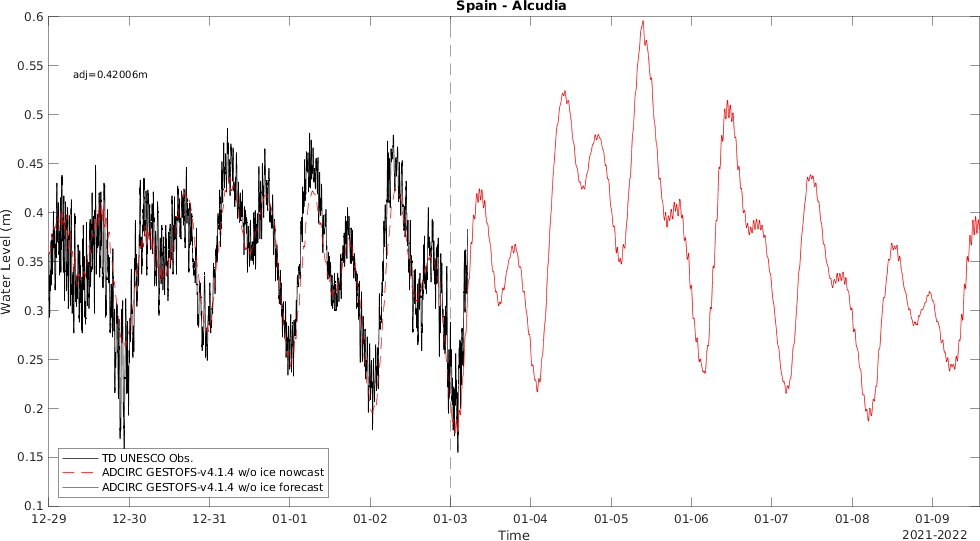 Spain - Alcudia
adj=0.42006m
Water Level (m)
0.6
0.55
0.5
0.45
0.4
0.35
0.3
0.25
0.2
0.15
0.1
TD UNESCO Obs.
ADCIRC GESTOFS-v4.1.4 w/o ice nowcast
ADCIRC GESTOFS-v4.1.4 w/o ice forecast
12-29 12-30 12-31 01-01 01-02 01-03 01-04 01-05 01-06 01-07 01-08 01-09
Time
2021-2022